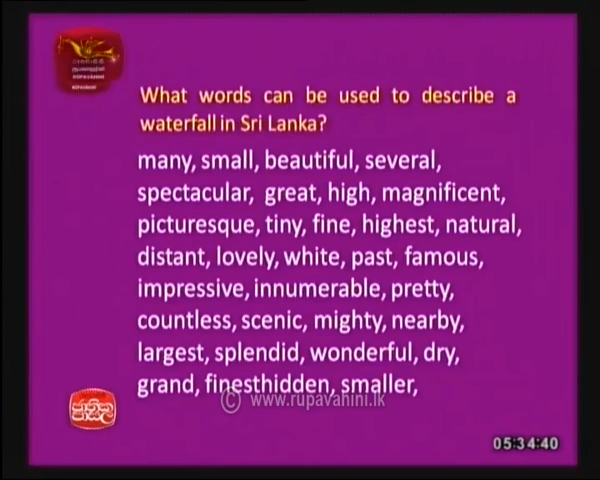 What words can be used to describe a
waterfall in Sri Lanka?
many, small, beautiful, several,
spectacular, great, high, magnificent,
picturesque, tiny, fine, highest, natural,
distant, lovely, white, past, famous,
impressive, innumerable, pretty,
countless, scenic, mighty, nearby,
largest, splendid, wonderful, dry,
grand, finesthidden, smaller,
© www.rupavahini.lk
05:34:40